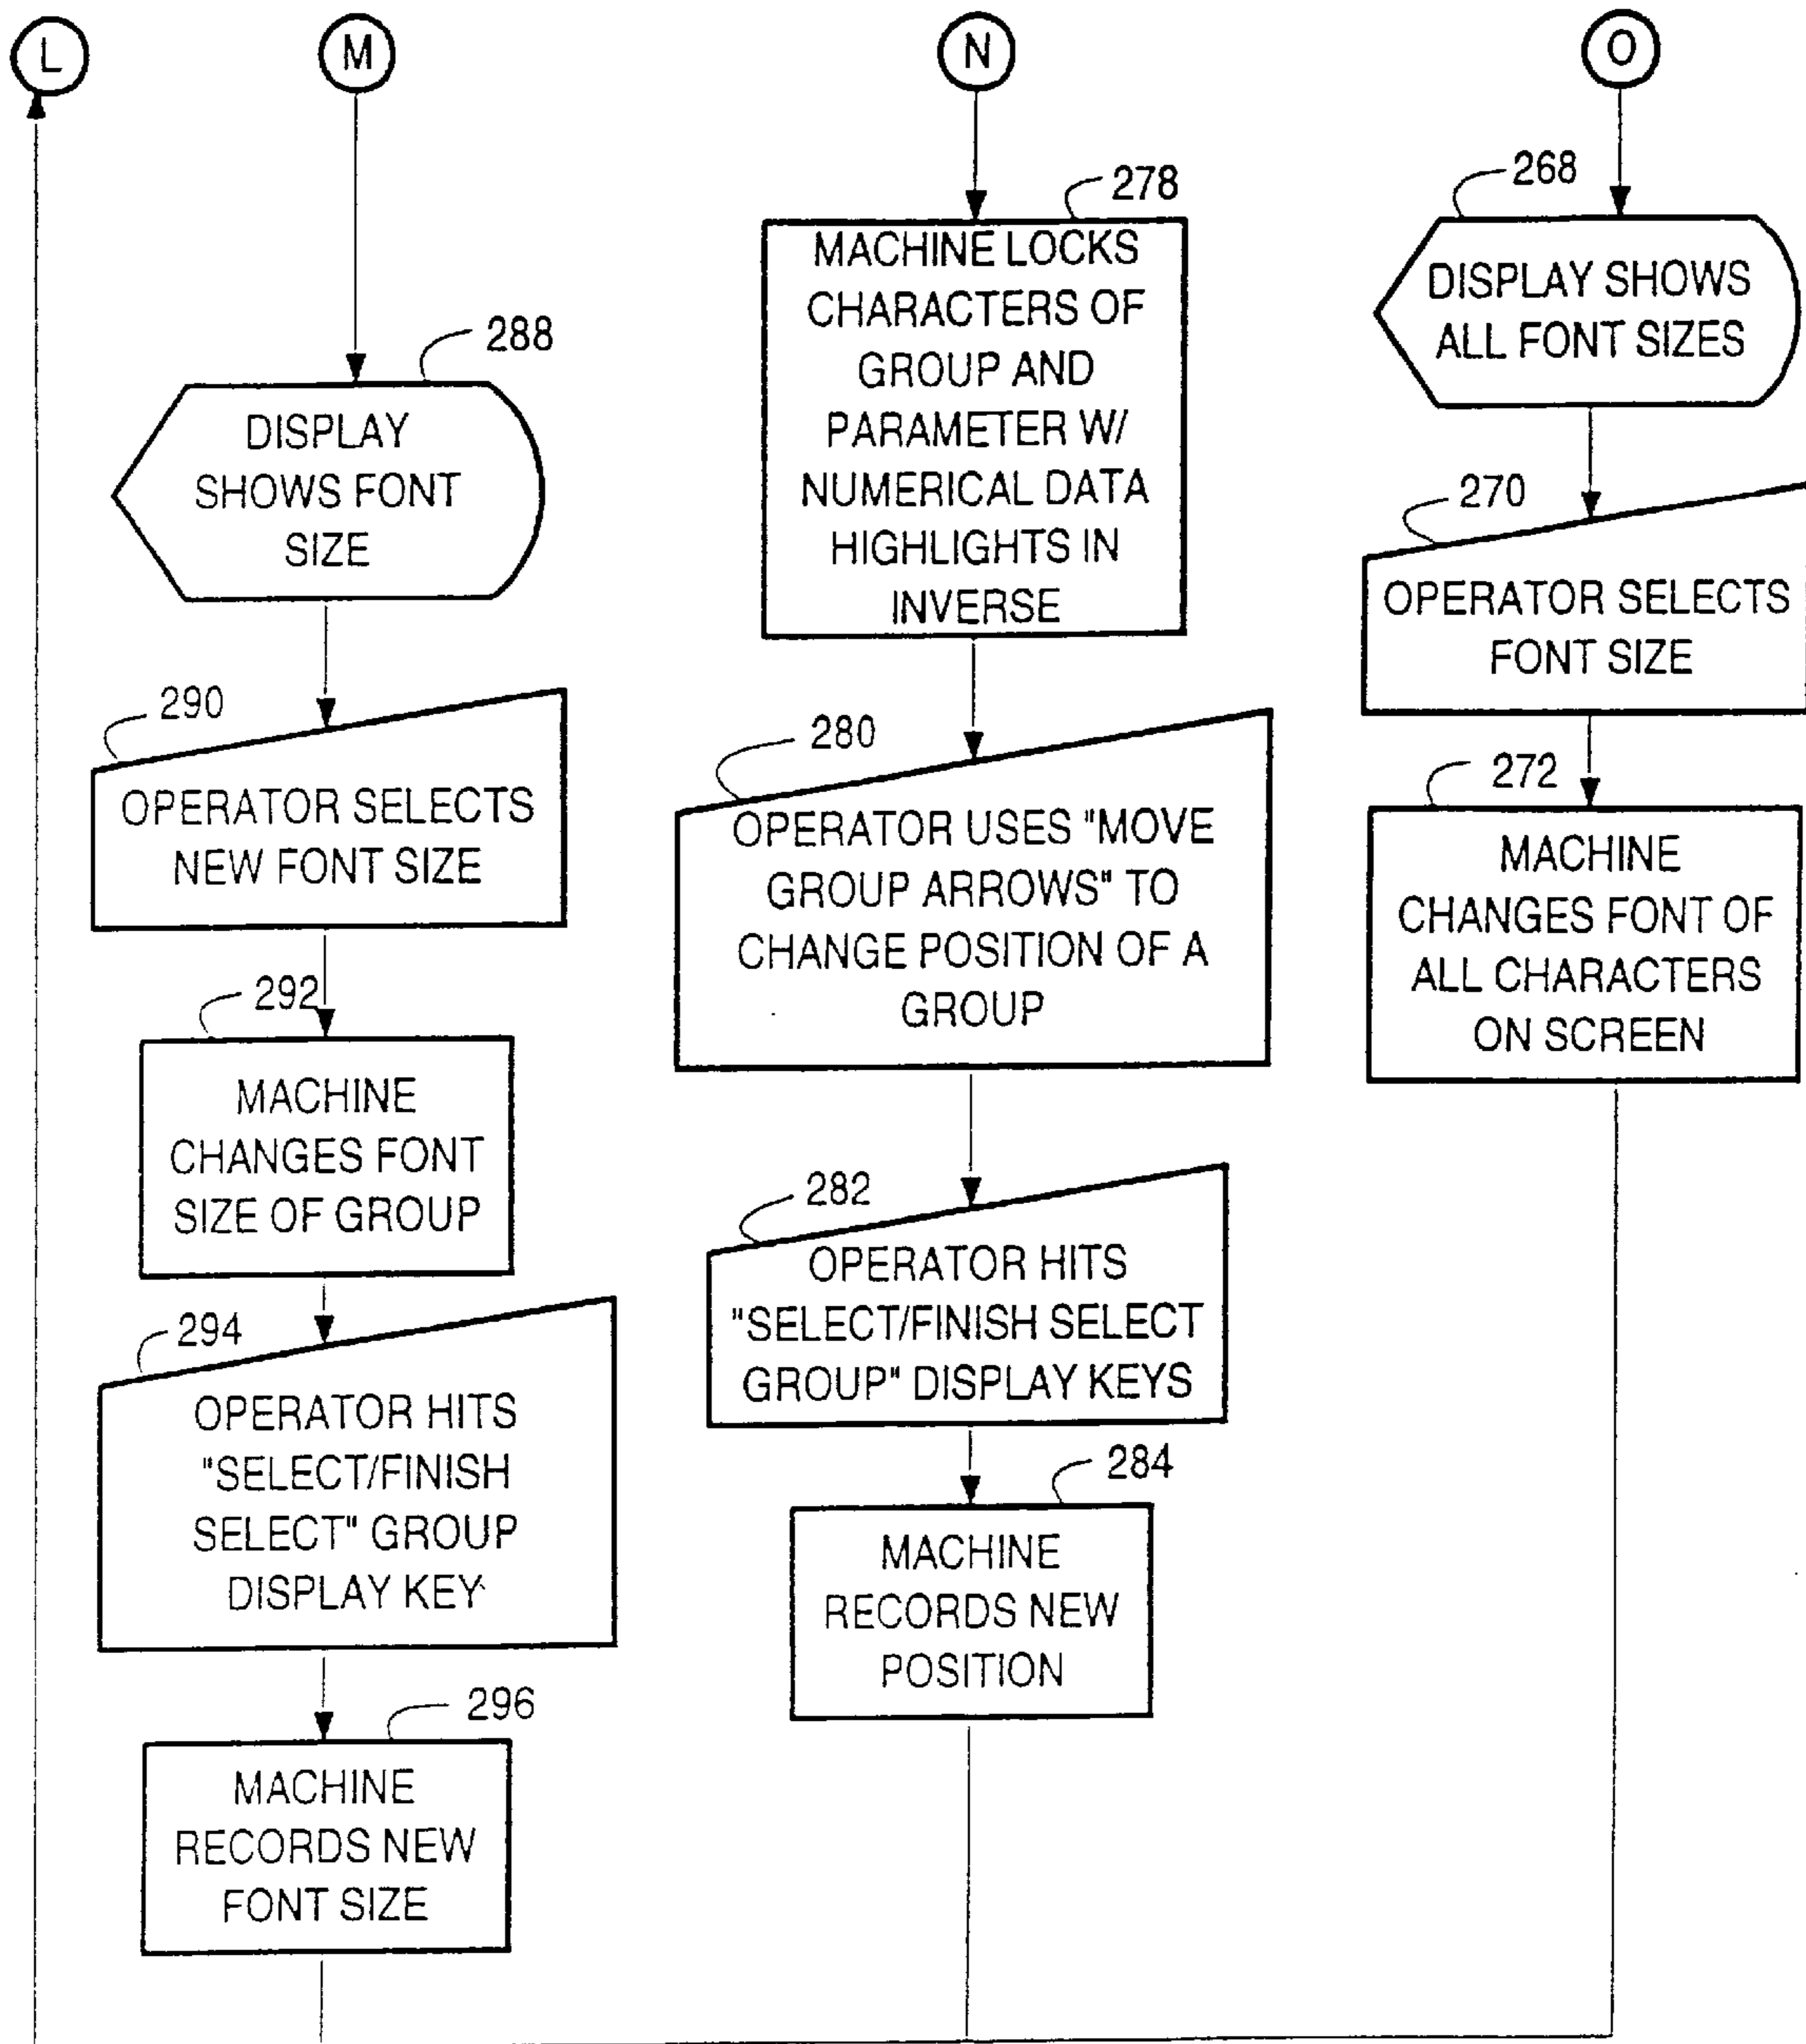 L
M
N
O
288
DISPLAY
SHOWS FONT
SIZE
290
OPERATOR SELECTS
NEW FONT SIZE
292
MACHINE
CHANGES FONT
SIZE OF GROUP
294
OPERATOR HITS
"SELECT/FINISH
SELECT" GROUP
DISPLAY KEY
296
MACHINE
RECORDS NEW
FONT SIZE
278
MACHINE LOCKS
CHARACTERS OF
GROUP AND
PARAMETER W/
NUMERICAL DATA
HIGHLIGHTS IN
INVERSE
280
OPERATOR USES "MOVE
GROUP ARROWS" TO
CHANGE POSITION OF A
GROUP
282
OPERATOR HITS
"SELECT/FINISH SELECT
GROUP" DISPLAY KEYS
284
MACHINE
RECORDS NEW
POSITION
268
DISPLAY SHOWS
ALL FONT SIZES
270
OPERATOR SELECTS
FONT SIZE
272
MACHINE
CHANGES FONT OF
ALL CHARACTERS
ON SCREEN